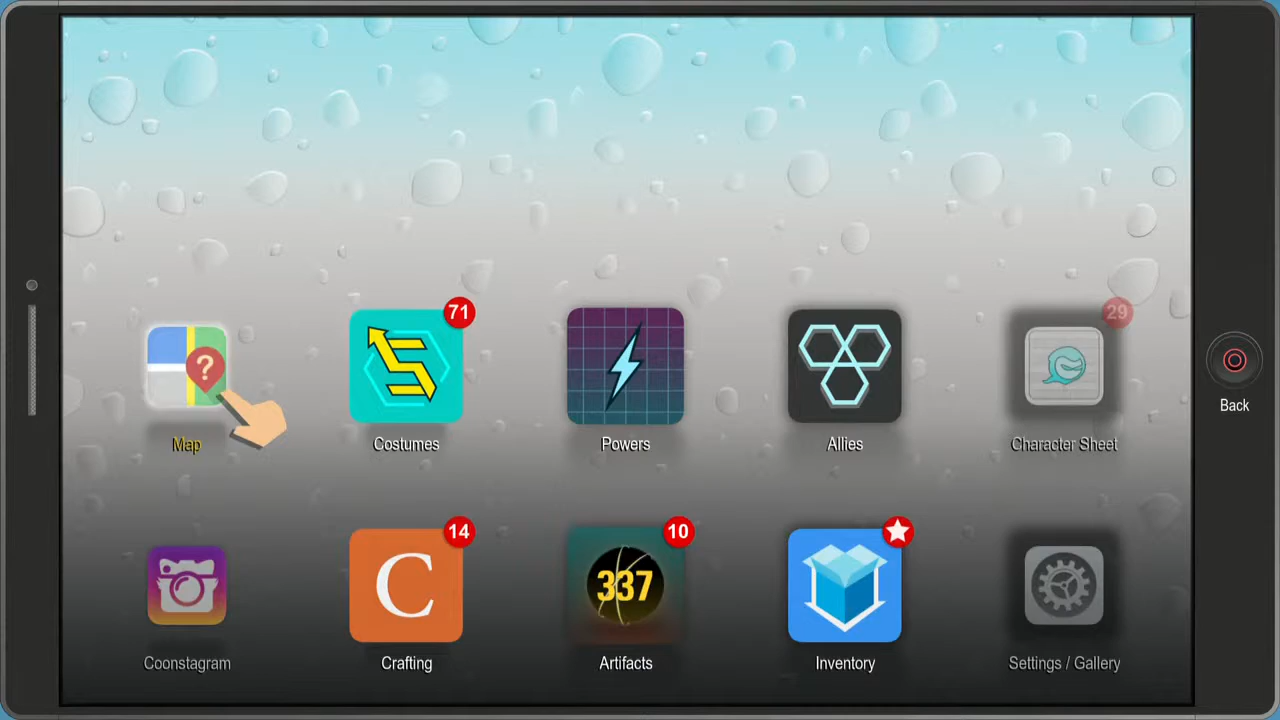 71
29
?
Map
Costumes
Powers
Allies
Character Sheet
Back
14
10
C
337
Coonstagram
Crafting
Artifacts
Inventory
Settings / Gallery